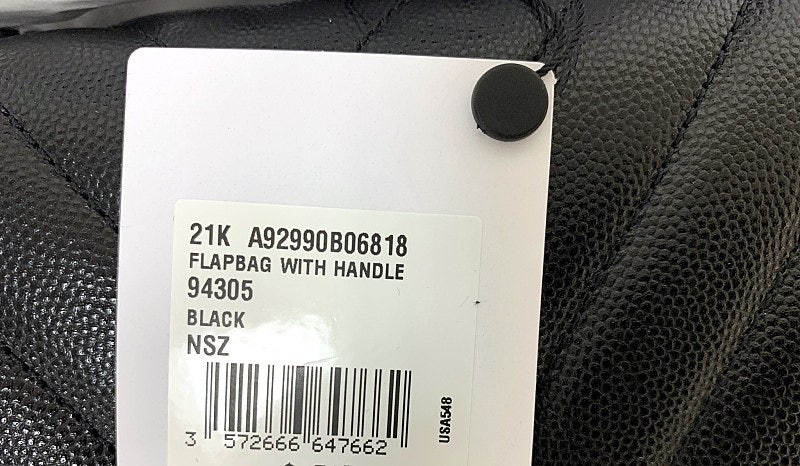 21K A92990B06818
FLAPBAG WITH HANDLE
94305
BLACK
NSZ
3 572666 647662
USA548